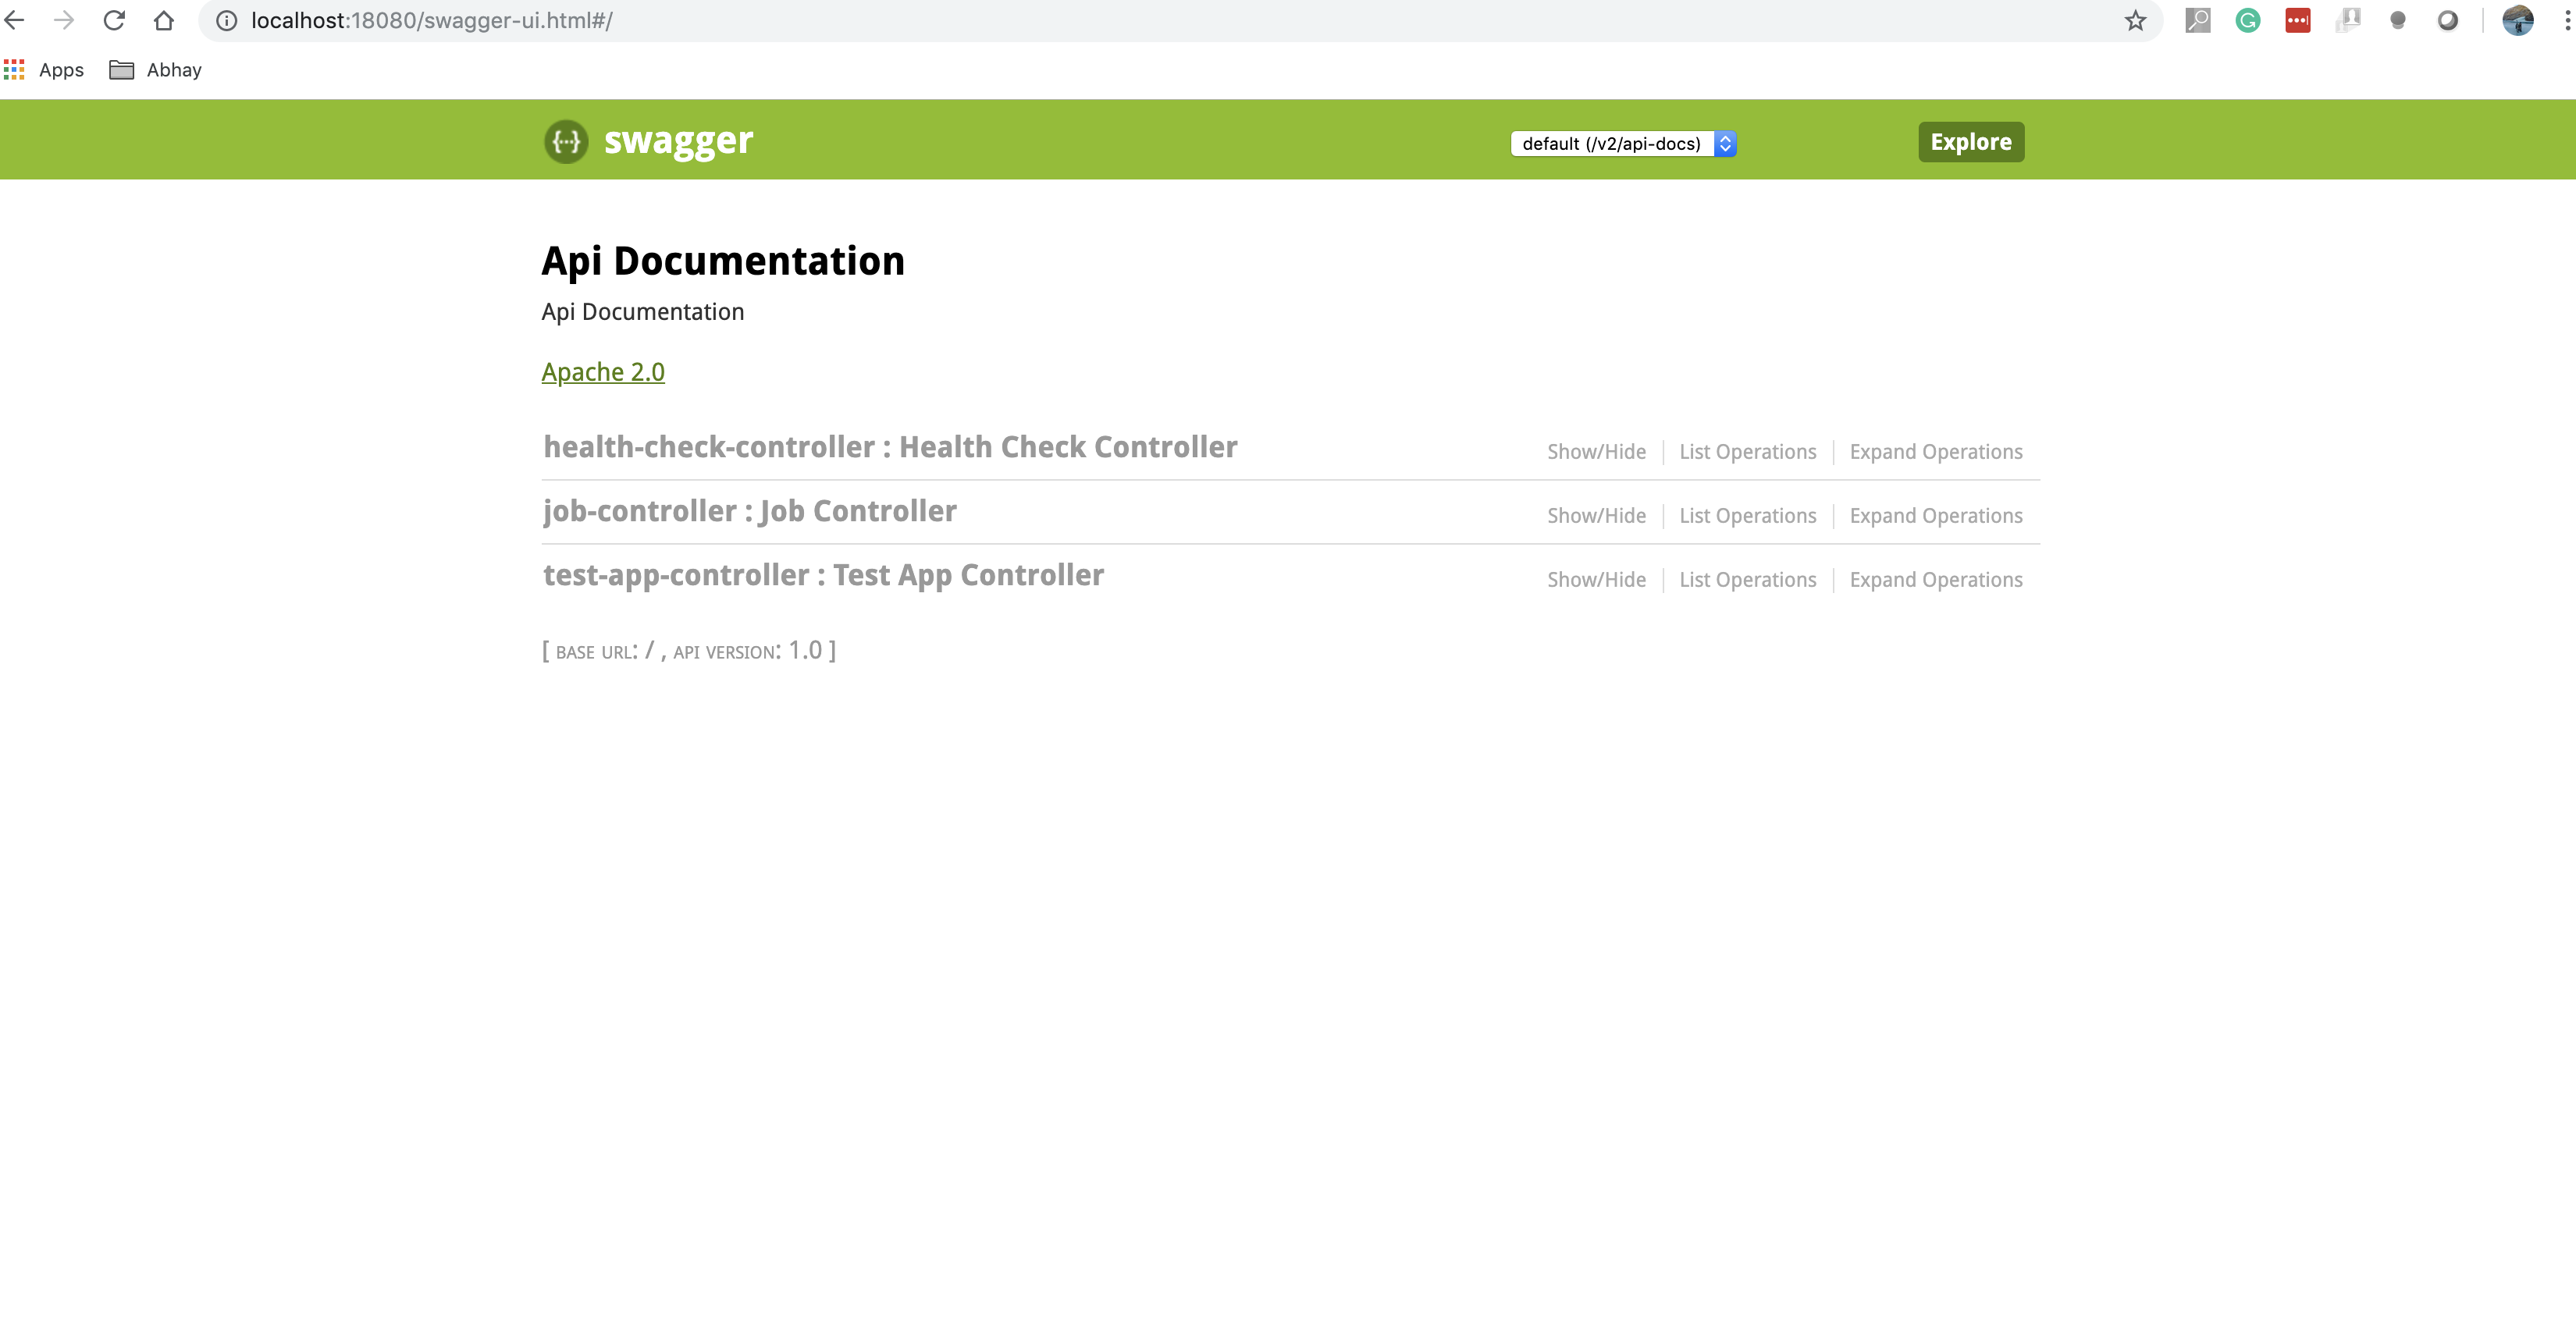 localhost:18080/swagger-ui.html#/
Apps Abhay
{···} swagger default (/v2/api-docs) Explore
Api Documentation
Api Documentation
Apache 2.0
health-check-controller : Health Check Controller Show/Hide List Operations Expand Operations
job-controller : Job Controller Show/Hide List Operations Expand Operations
test-app-controller : Test App Controller Show/Hide List Operations Expand Operations
[ BASE URL: / , API VERSION: 1.0 ]